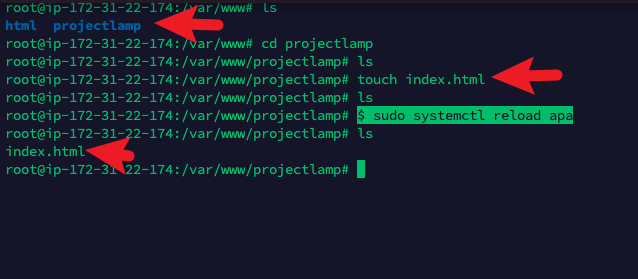 root@ip-172-31-22-174:/var/www# ls
html  projectlamp
root@ip-172-31-22-174:/var/www# cd projectlamp
root@ip-172-31-22-174:/var/www/projectlamp# ls
root@ip-172-31-22-174:/var/www/projectlamp# touch index.html
root@ip-172-31-22-174:/var/www/projectlamp# ls
root@ip-172-31-22-174:/var/www/projectlamp# $ sudo systemctl reload apa
root@ip-172-31-22-174:/var/www/projectlamp# ls
index.html
root@ip-172-31-22-174:/var/www/projectlamp#